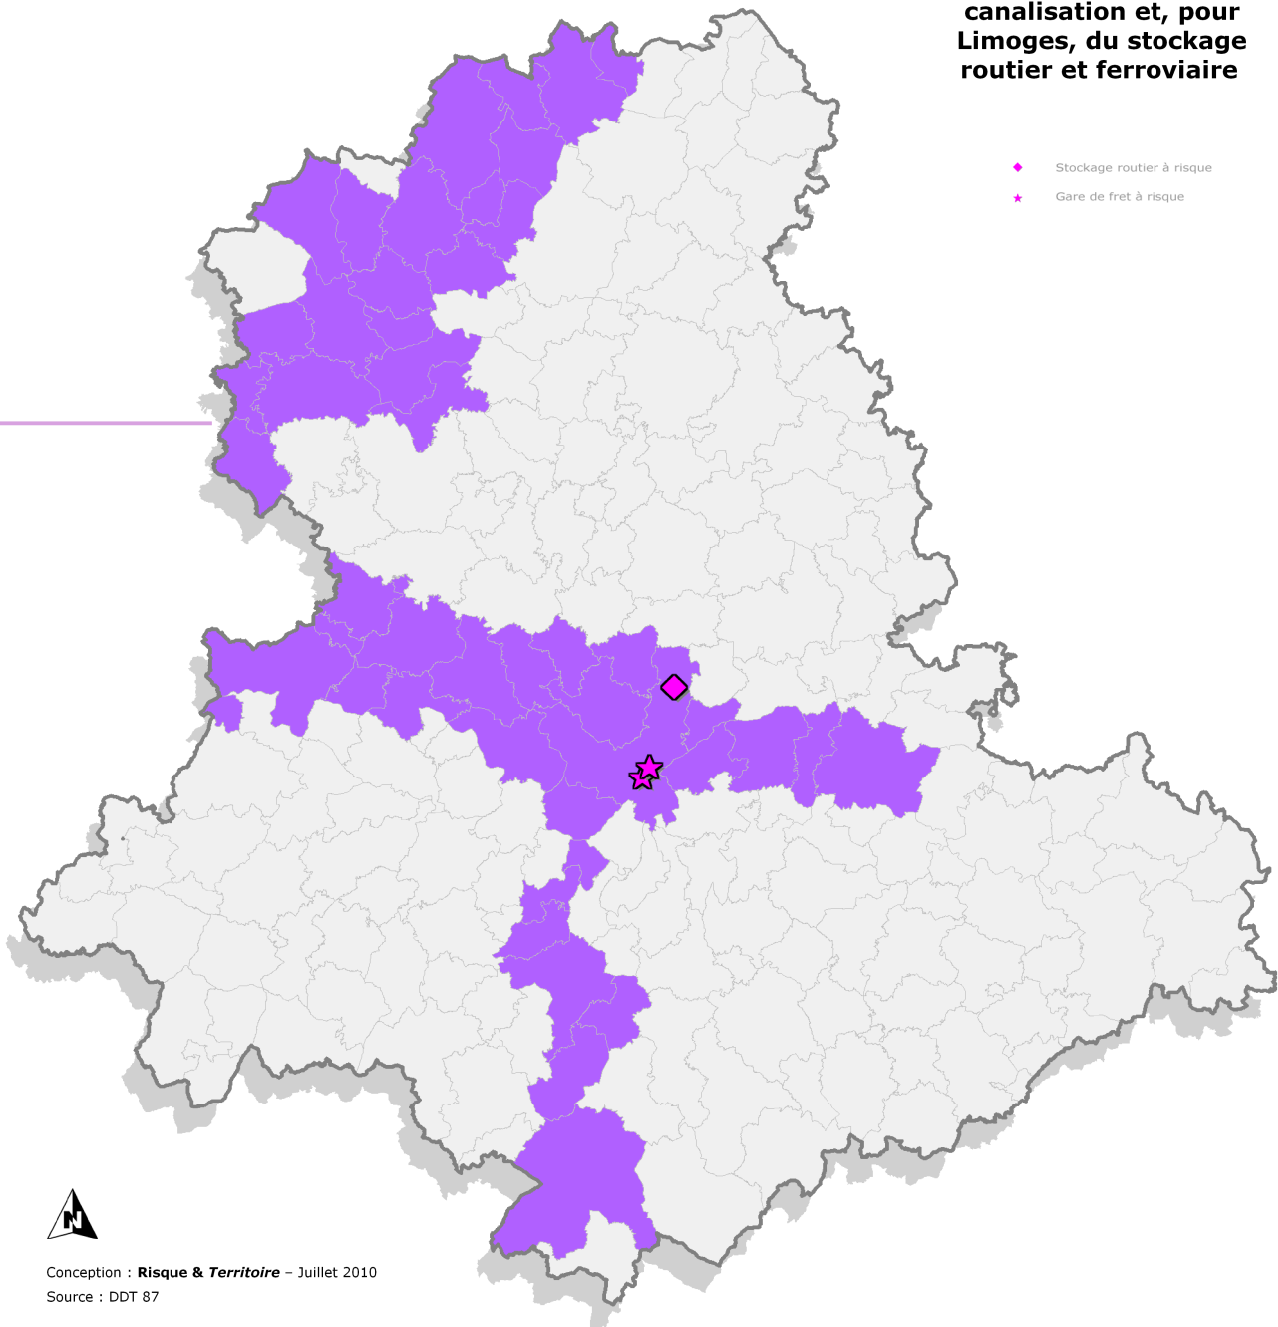 canalisation et, pour
Limoges, du stockage
routier et ferroviaire
Stockage routier à risque
Gare de fret à risque
N
Conception : Risque & Territoire – Juillet 2010
Source : DDT 87